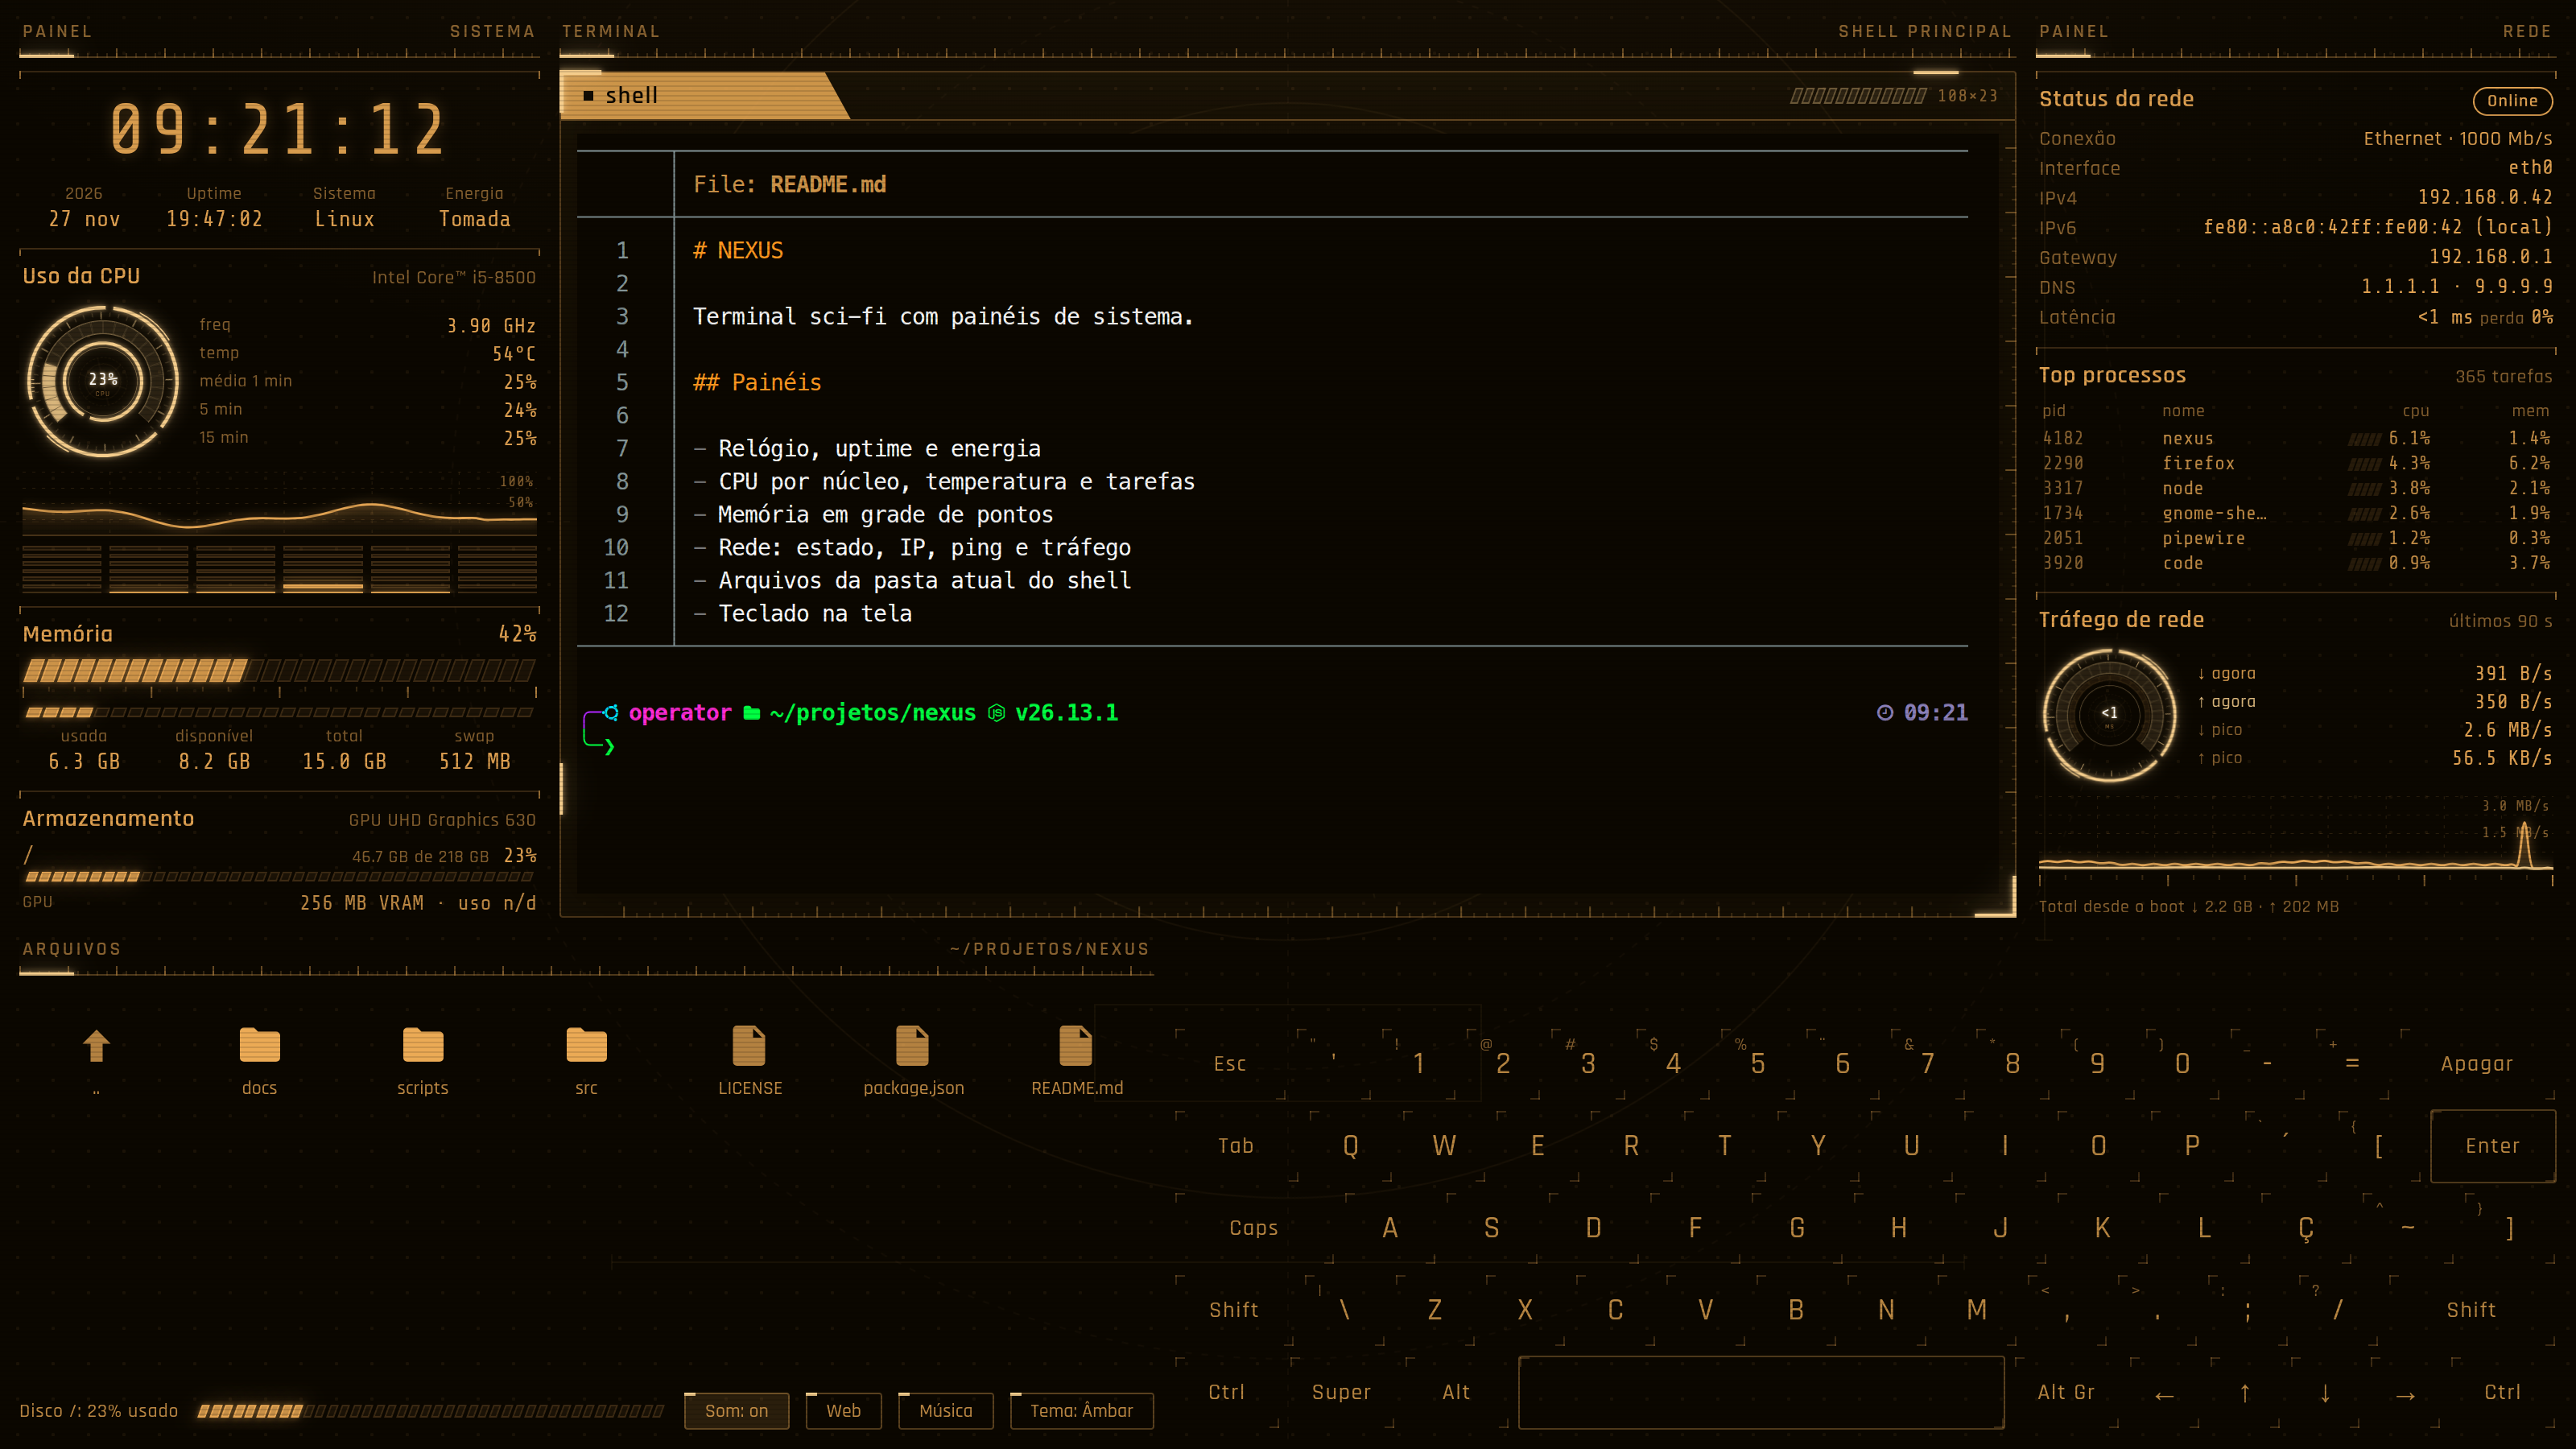 PAINEL SISTEMA
09:21:12
2026 Uptime Sistema Energia
27 nov 19:47:02 Linux Tomada
Uso da CPU Intel Core™ i5-8500
23%
CPU
freq 3.90 GHz
temp 54°C
média 1 min 25%
5 min 24%
15 min 25%
100%
50%
Memória 42%
usada disponível total swap
6.3 GB 8.2 GB 15.0 GB 512 MB
Armazenamento GPU UHD Graphics 630
/ 46.7 GB de 218 GB 23%
GPU 256 MB VRAM · uso n/d
TERMINAL SHELL PRINCIPAL
shell 108×23
File: README.md
1 # NEXUS
2
3 Terminal sci-fi com painéis de sistema.
4
5 ## Painéis
6
7 - Relógio, uptime e energia
8 - CPU por núcleo, temperatura e tarefas
9 - Memória em grade de pontos
10 - Rede: estado, IP, ping e tráfego
11 - Arquivos da pasta atual do shell
12 - Teclado na tela
operator ~/projetos/nexus v26.13.1 09:21
❯
PAINEL REDE
Status da rede Online
Conexão Ethernet · 1000 Mb/s
Interface eth0
IPv4 192.168.0.42
IPv6 fe80::a8c0:42ff:fe00:42 (local)
Gateway 192.168.0.1
DNS 1.1.1.1 · 9.9.9.9
Latência <1 ms perda 0%
Top processos 365 tarefas
pid nome cpu mem
4182 nexus 6.1% 1.4%
2290 firefox 4.3% 6.2%
3317 node 3.8% 2.1%
1734 gnome-she… 2.6% 1.9%
2051 pipewire 1.2% 0.3%
3920 code 0.9% 3.7%
Tráfego de rede últimos 90 s
<1
MS
↓ agora 391 B/s
↑ agora 350 B/s
↓ pico 2.6 MB/s
↑ pico 56.5 KB/s
3.0 MB/s
1.5 MB/s
Total desde o boot ↓ 2.2 GB · ↑ 202 MB
ARQUIVOS ~/PROJETOS/NEXUS
.. docs scripts src LICENSE package.json README.md
Disco /: 23% usado Som: on Web Música Tema: Âmbar
Esc " ' ! 1 @ 2 # 3 $ 4 % 5 ¨ 6 & 7 * 8 ( 9 ) 0 _ - + = Apagar
Tab Q W E R T Y U I O P ` ´ { [ Enter
Caps A S D F G H J K L Ç ^ ~ } ]
Shift | \ Z X C V B N M < , > . : ; ? / Shift
Ctrl Super Alt Alt Gr ← ↑ ↓ → Ctrl